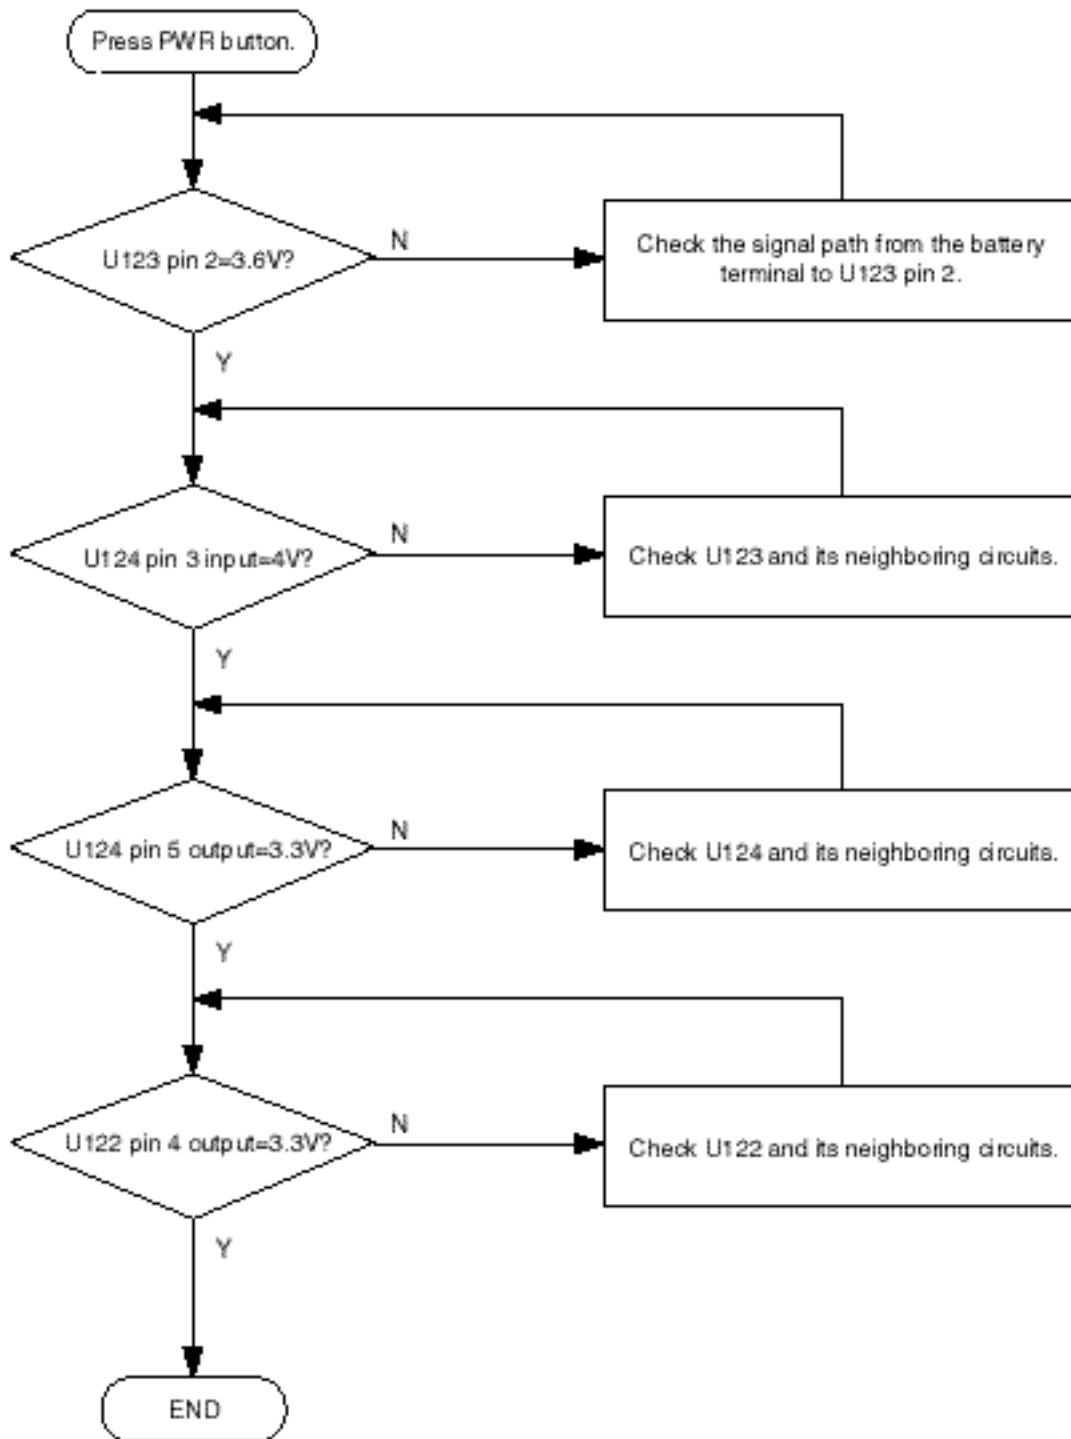 Press PWR button.
U123 pin 2=3.6V?
N
Check the signal path from the battery
terminal to U123 pin 2.
Y
U124 pin 3 input=4V?
N
Check U123 and its neighboring circuits.
Y
U124 pin 5 output=3.3V?
N
Check U124 and its neighboring circuits.
Y
U122 pin 4 output=3.3V?
N
Check U122 and its neighboring circuits.
Y
END